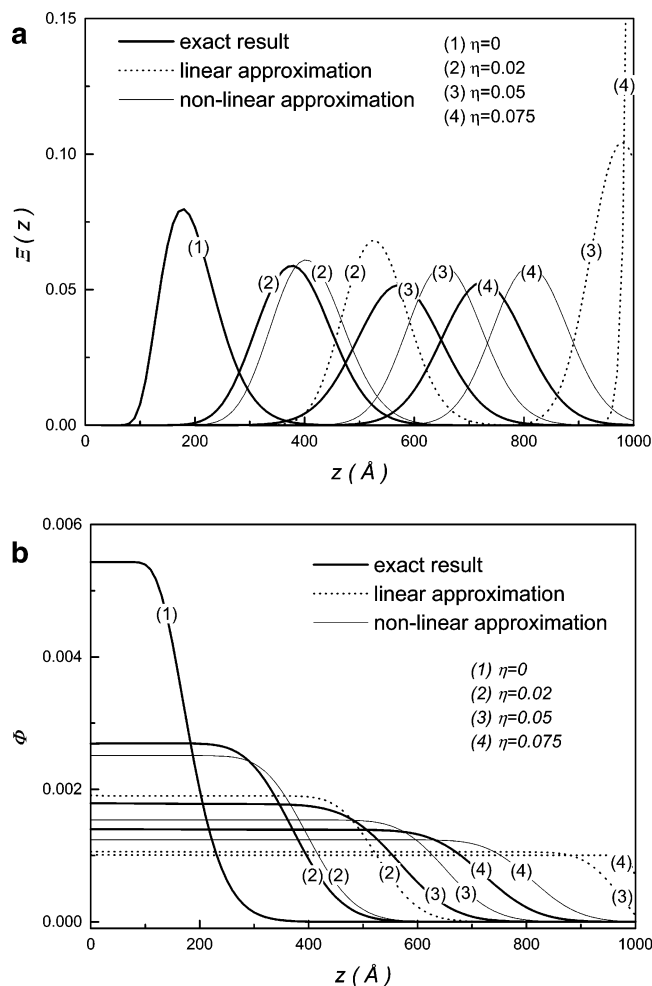 a
0.15
0.10
0.05
0.00
Ξ(z)
exact result
linear approximation
non-linear approximation
(1) η=0
(2) η=0.02
(3) η=0.05
(4) η=0.075
(1)
(2)
(2)
(2)
(3)
(3)
(4)
(4)
(3)
(4)
0
200
400
600
800
1000
z ( Å )
b
0.006
0.004
0.002
0.000
Φ
exact result
linear approximation
non-linear approximation
(1) η=0
(2) η=0.02
(3) η=0.05
(4) η=0.075
(1)
(2)
(2)
(2)
(3)
(3)
(4)
(4)
(4)
(3)
0
200
400
600
800
1000
z ( Å )